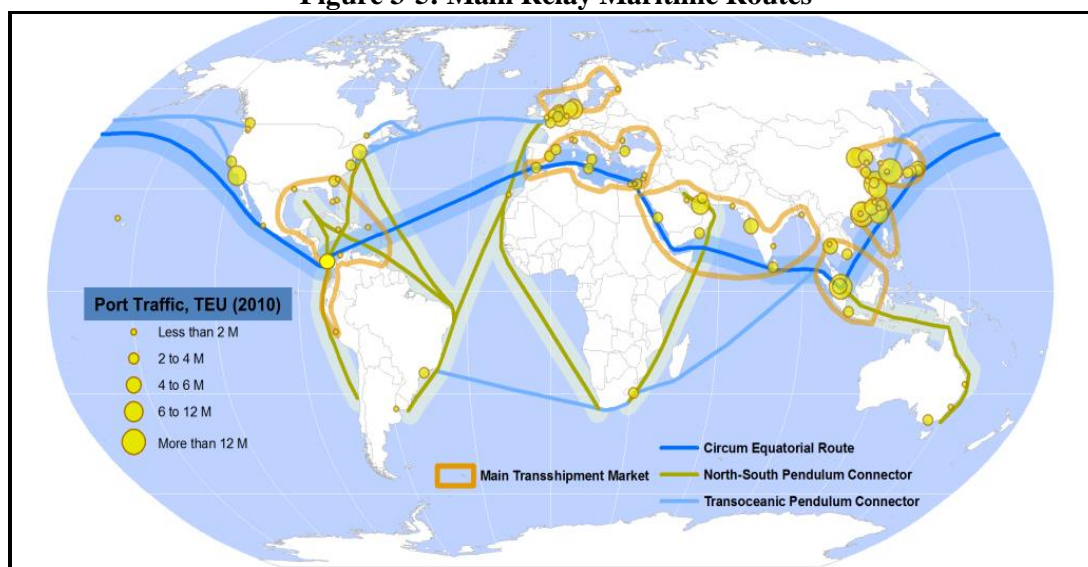 Figure 3-5: Main Relay Maritime Routes
Port Traffic, TEU (2010)
Less than 2 M
2 to 4 M
4 to 6 M
6 to 12 M
More than 12 M
Main Transshipment Market
Circum Equatorial Route
North-South Pendulum Connector
Transoceanic Pendulum Connector